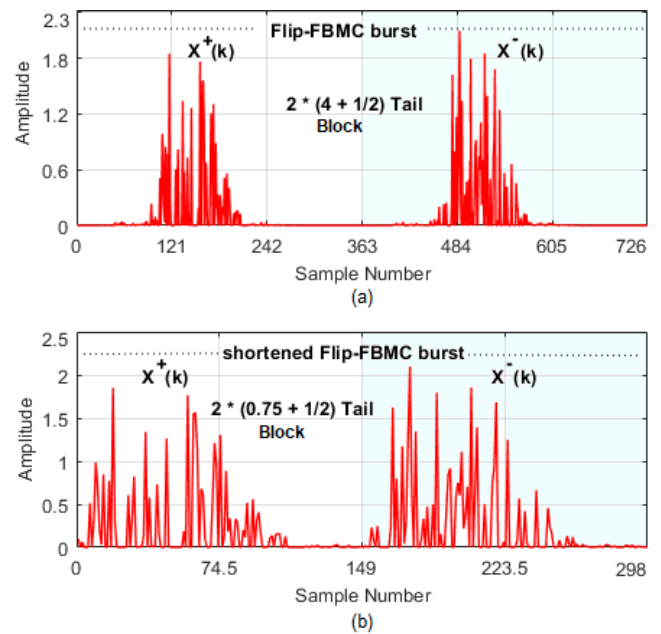 Flip-FBMC burst
X⁺(k)
X⁻(k)
2 * (4 + 1/2) Tail
Block
Amplitude
2.3
1.8
1.2
0.6
0
0 121 242 363 484 605 726
Sample Number
(a)
shortened Flip-FBMC burst
X⁺(k)
X⁻(k)
2 * (0.75 + 1/2) Tail
Block
Amplitude
2.5
2
1.5
1
0.5
0
0 74.5 149 223.5 298
Sample Number
(b)